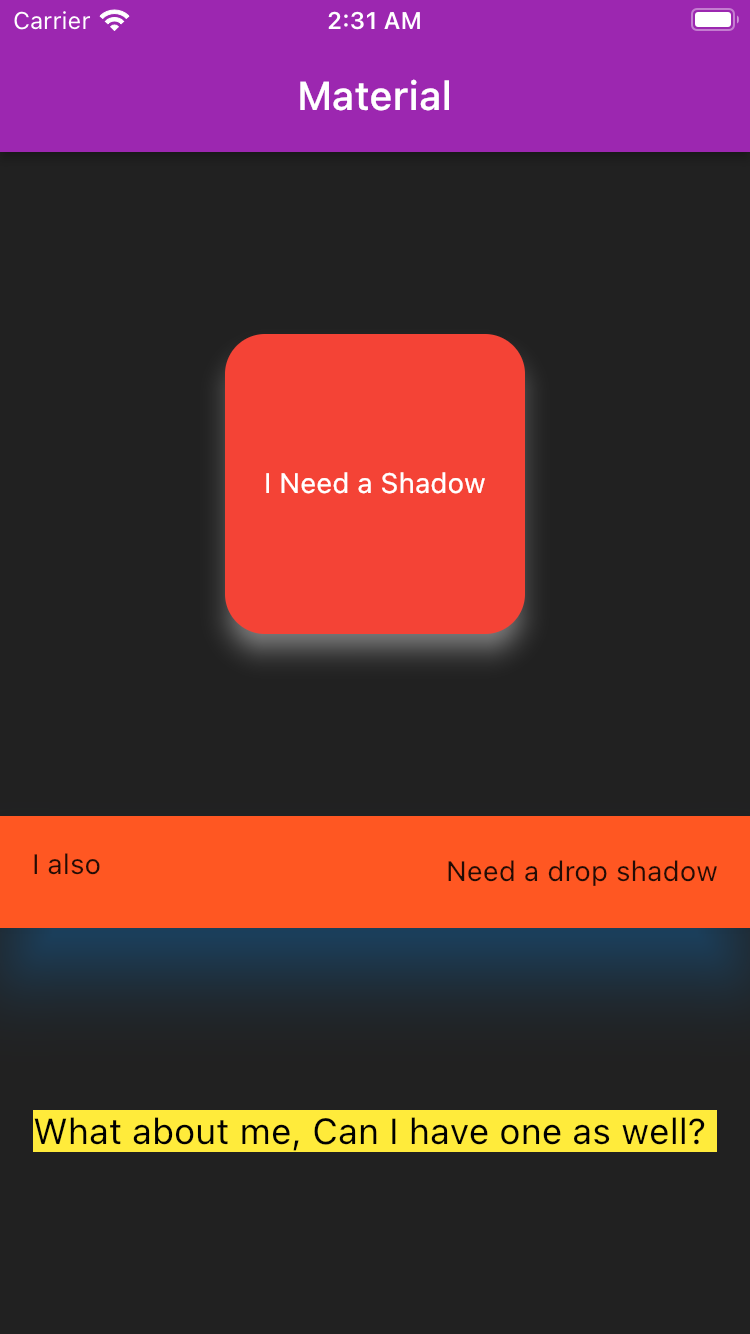 Carrier 2:31 AM
Material
I Need a Shadow
I also
Need a drop shadow
What about me, Can I have one as well?